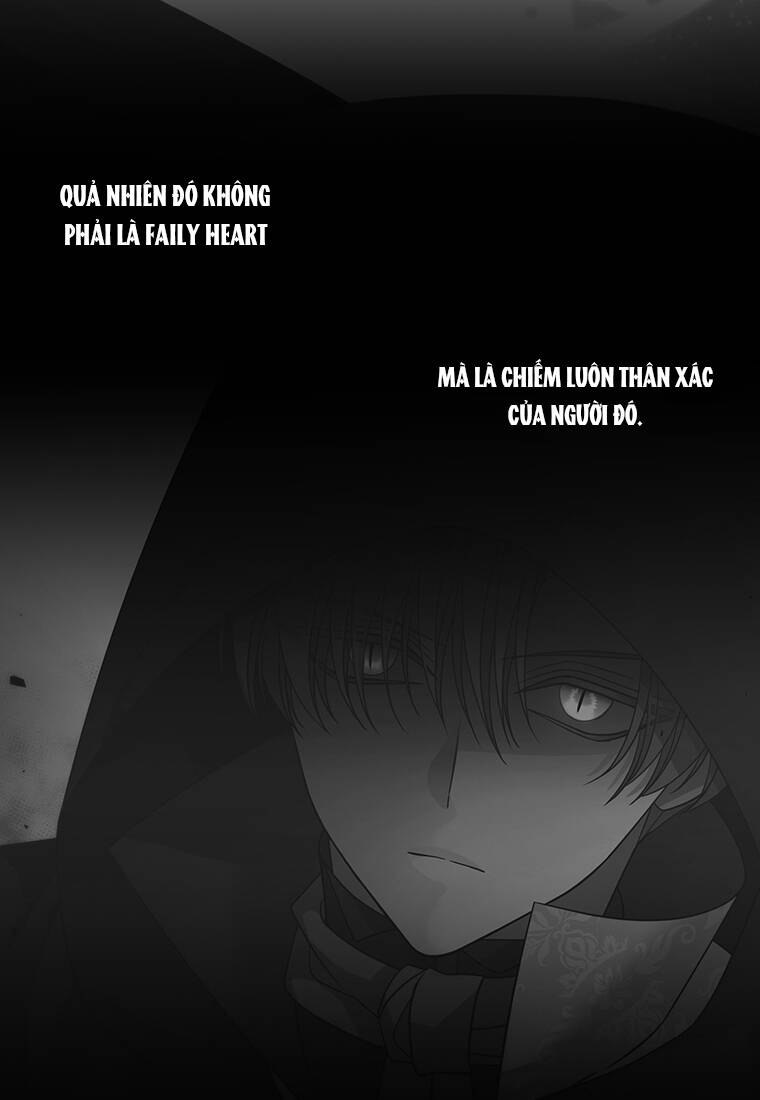 QUẢ NHIÊN ĐÓ KHÔNG
PHẢI LÀ FAILY HEART
MÀ LÀ CHIẾM LUÔN THÂN XÁC
CỦA NGƯỜI ĐÓ.